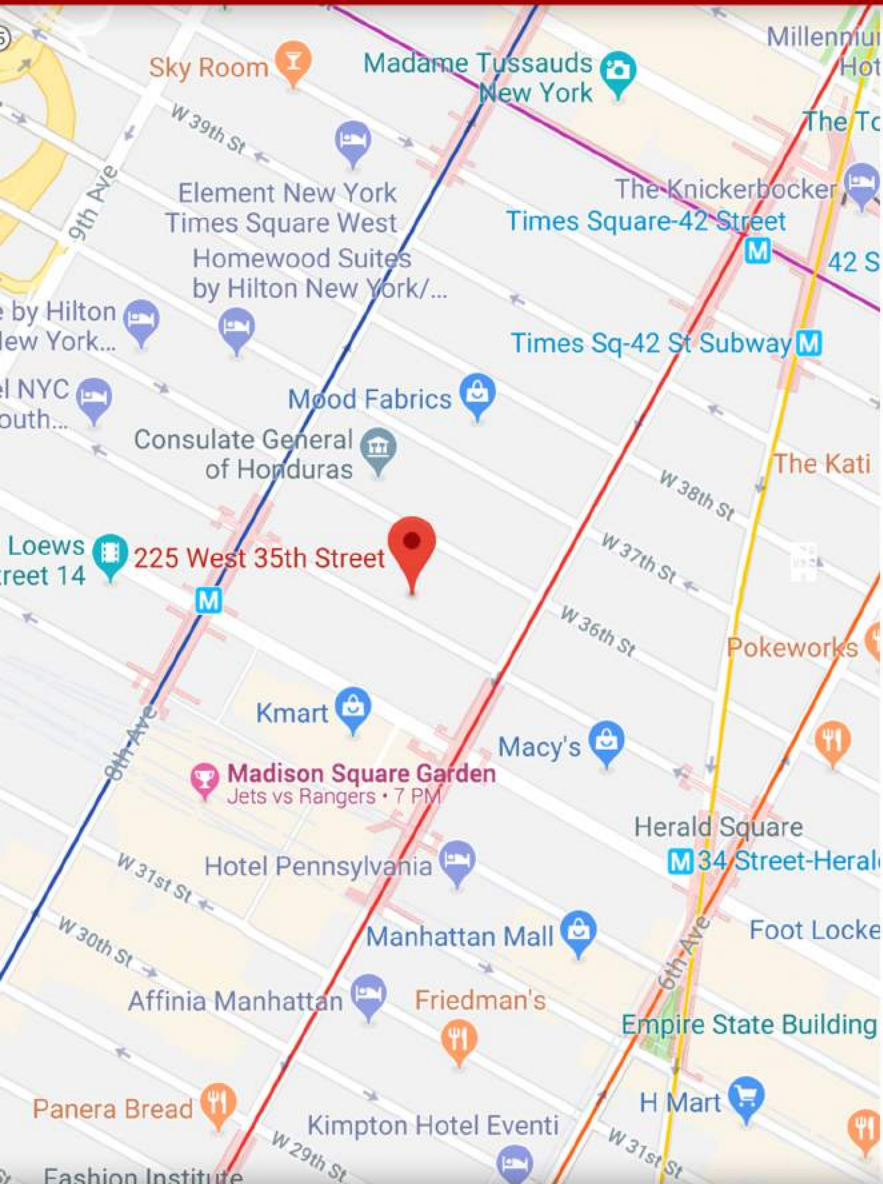 Millenniu
Hot
Sky Room
Madame Tussauds
New York
The To
W 39th St
9th Ave
Element New York
Times Square West
The Knickerbocker
Times Square-42 Street
M
42 S
Homewood Suites
by Hilton New York/...
e by Hilton
New York...
Times Sq-42 St Subway M
el NYC
outh...
Mood Fabrics
Consulate General
of Honduras
The Kati
W 38th St
Loews
treet 14
225 West 35th Street
W 37th St
M
W 36th St
Pokeworks
Kmart
8th Ave
Macy's
Madison Square Garden
Jets vs Rangers • 7 PM
Herald Square
M 34 Street-Heral
Hotel Pennsylvania
W 31st St
Manhattan Mall
Foot Locke
6th Ave
W 30th St
Affinia Manhattan
Friedman's
Empire State Building
Panera Bread
H Mart
Kimpton Hotel Eventi
W 29th St
W 31st St
Fashion Institute